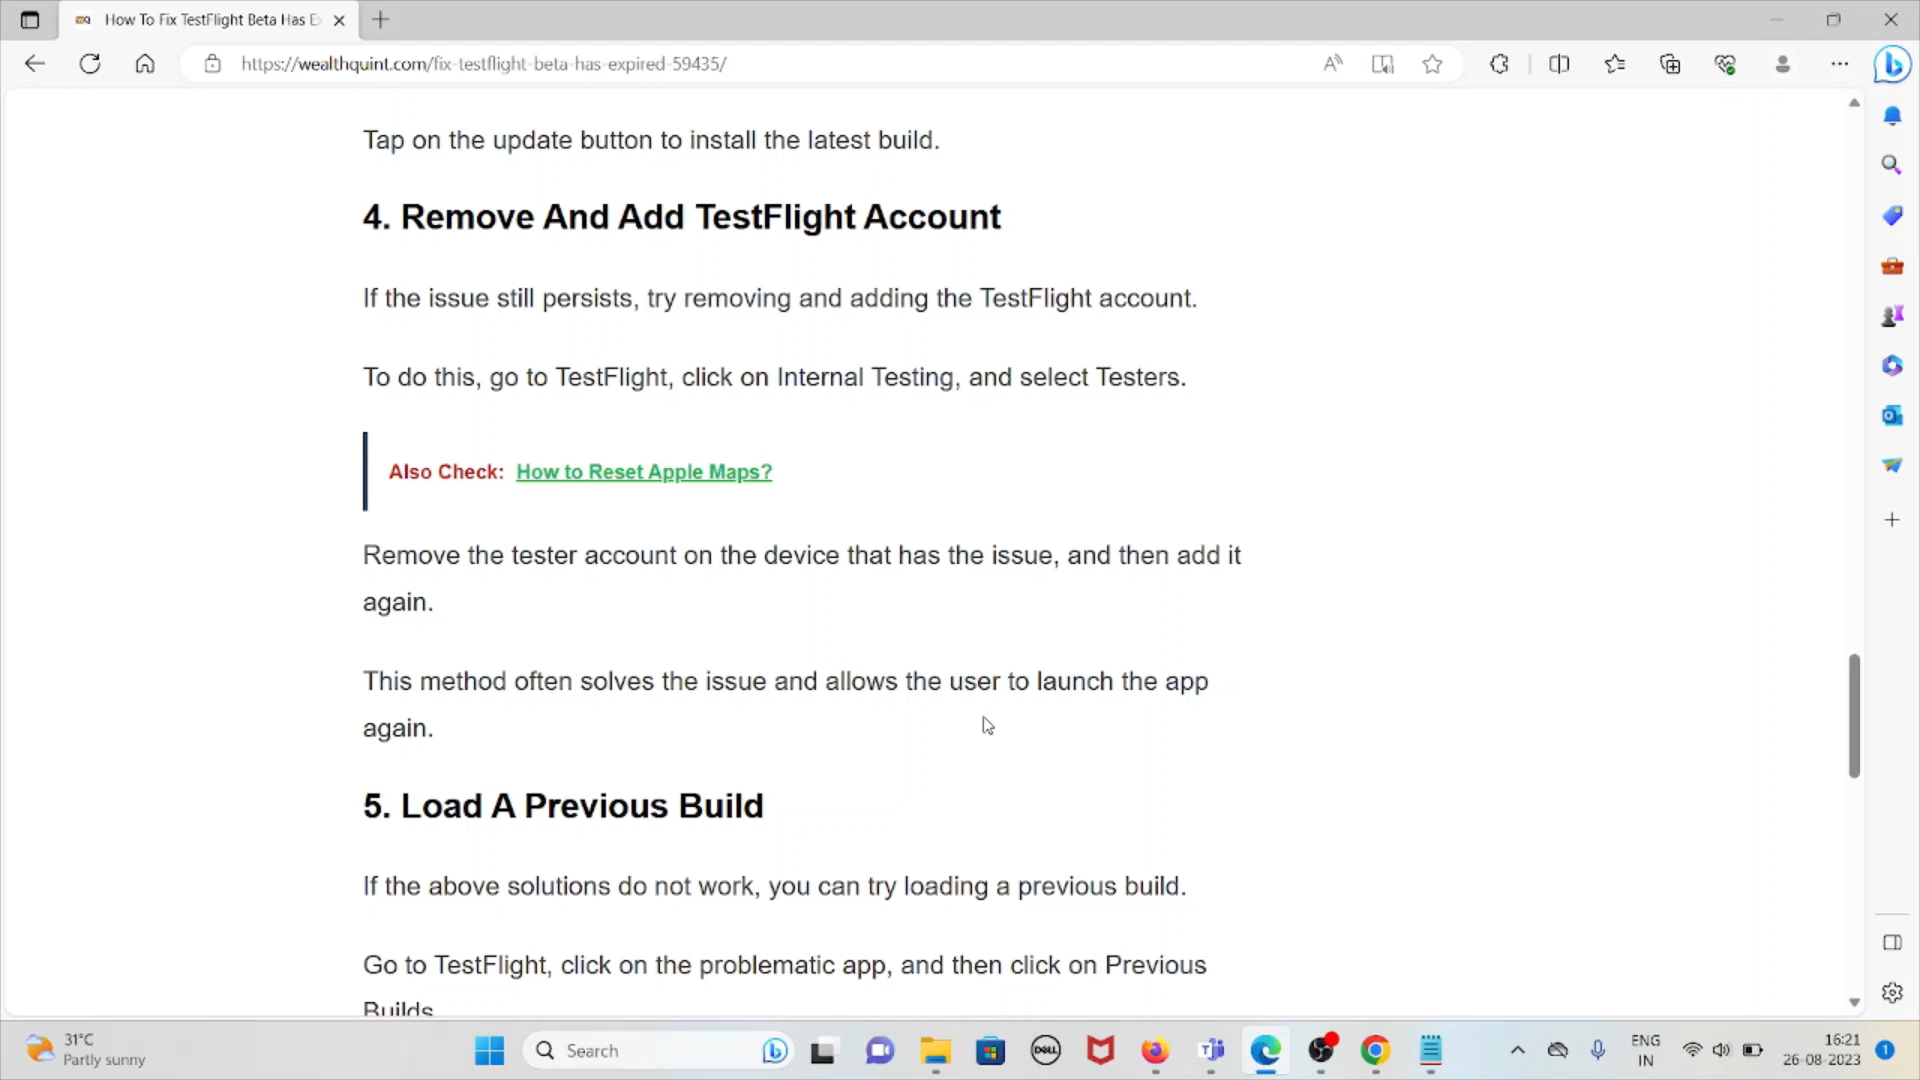 How To Fix TestFlight Beta Has E
https://wealthquint.com/fix-testflight-beta-has-expired-59435/
Tap on the update button to install the latest build.
4. Remove And Add TestFlight Account
If the issue still persists, try removing and adding the TestFlight account.
To do this, go to TestFlight, click on Internal Testing, and select Testers.
Also Check: How to Reset Apple Maps?
Remove the tester account on the device that has the issue, and then add it
again.
This method often solves the issue and allows the user to launch the app
again.
5. Load A Previous Build
If the above solutions do not work, you can try loading a previous build.
Go to TestFlight, click on the problematic app, and then click on Previous
Builds
31°C
Partly sunny
Search
DELL
ENG
IN
16:21
26-08-2023
1